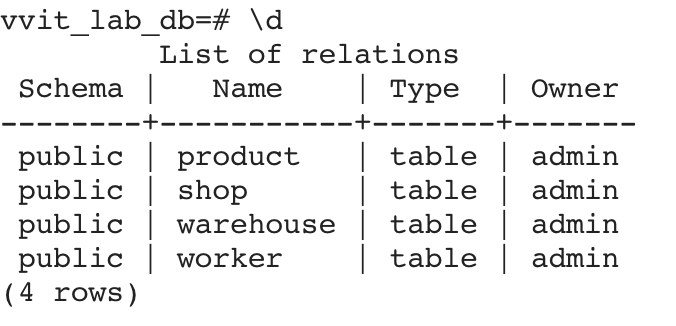 vvit_lab_db=# \d
           List of relations
 Schema |   Name    | Type  | Owner
--------+-----------+-------+-------
 public | product   | table | admin
 public | shop      | table | admin
 public | warehouse | table | admin
 public | worker    | table | admin
(4 rows)